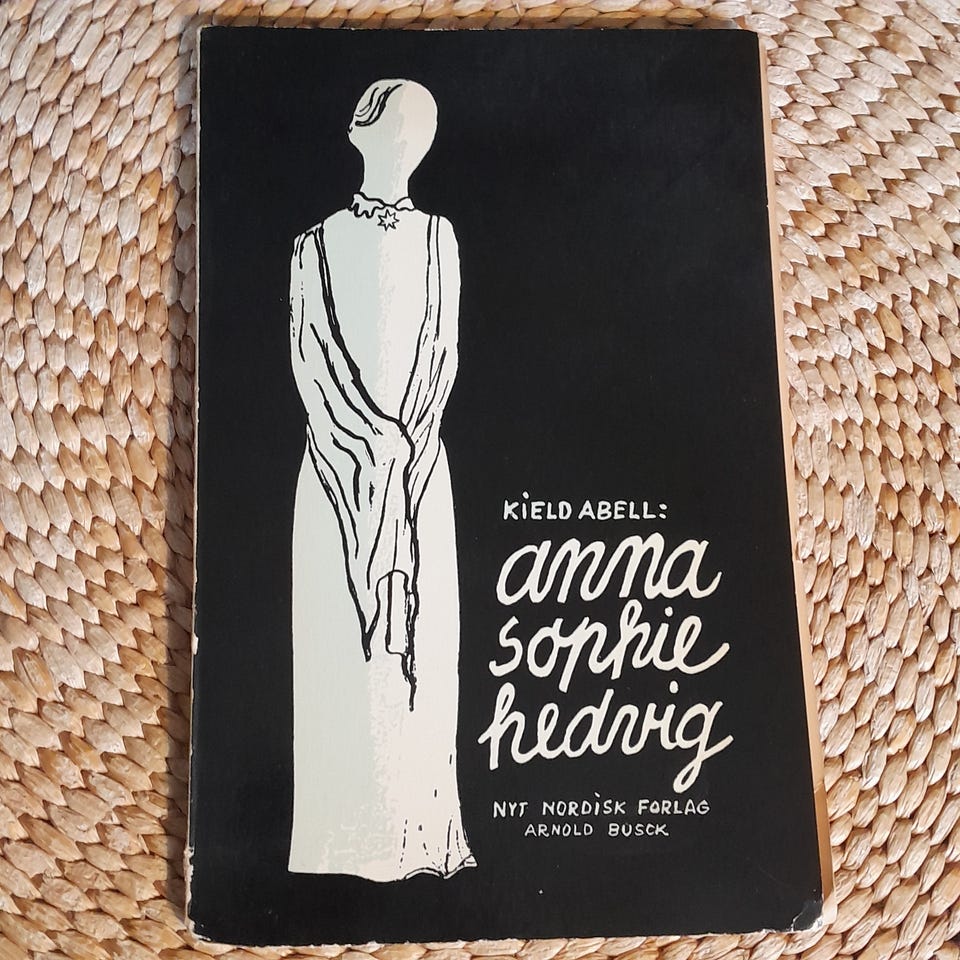 KiELD ABELL:
anna
sophie
hedvig
NYT NORDiSK FORLAG
ARNOLD BUSCK